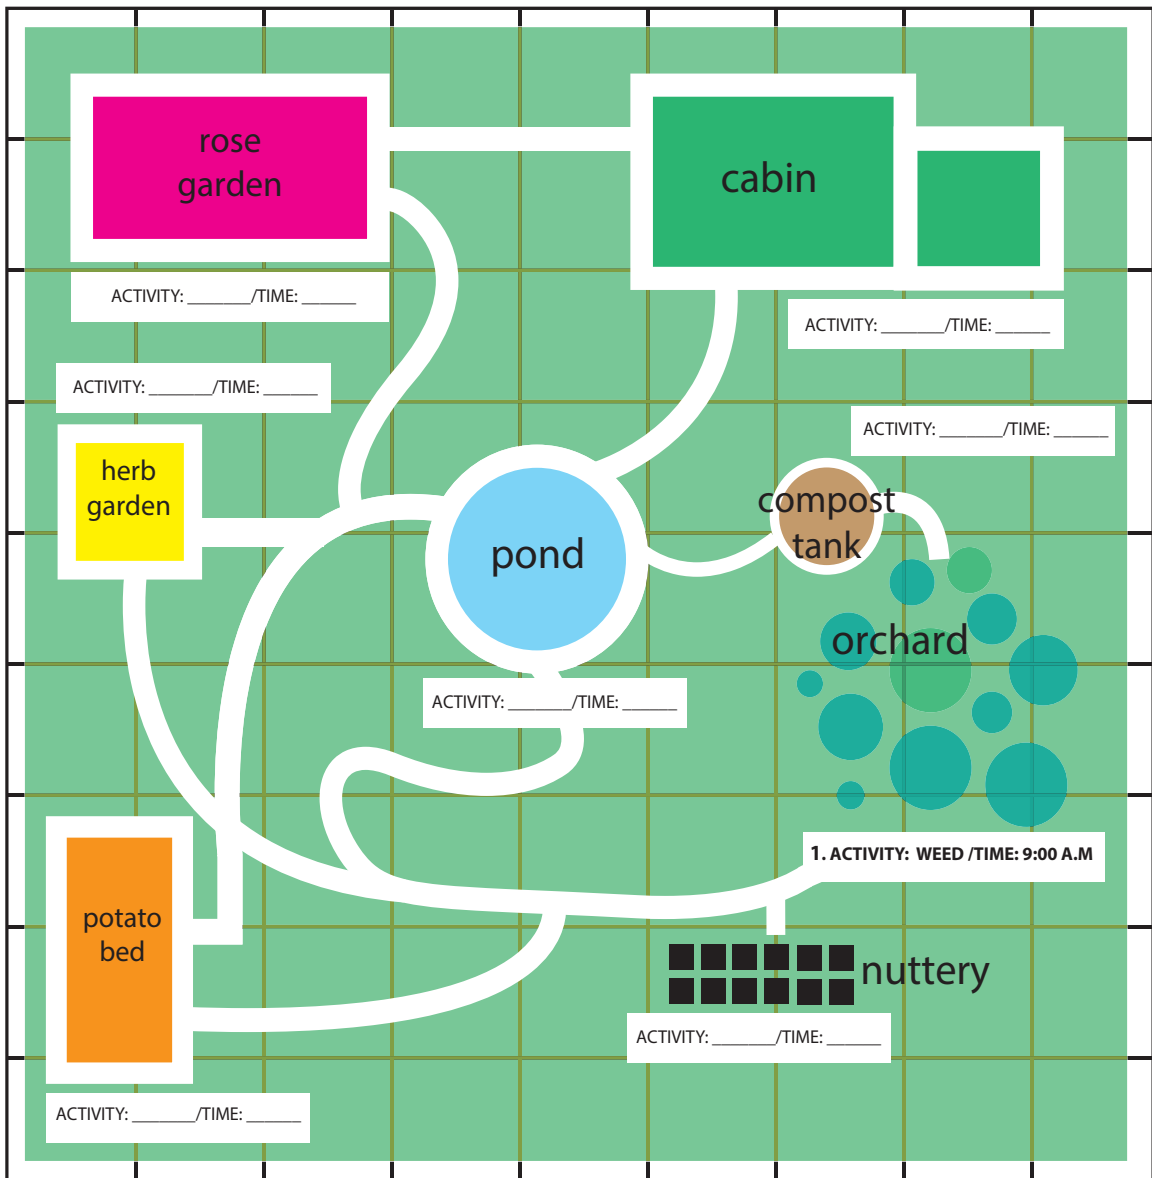 rose
garden
cabin
ACTIVITY: _______/TIME: ______
ACTIVITY: _______/TIME: ______
ACTIVITY: _______/TIME: ______
ACTIVITY: _______/TIME: ______
herb
garden
compost
tank
pond
orchard
ACTIVITY: _______/TIME: ______
1. ACTIVITY: WEED /TIME: 9:00 A.M
potato
bed
nuttery
ACTIVITY: _______/TIME: ______
ACTIVITY: _______/TIME: ______